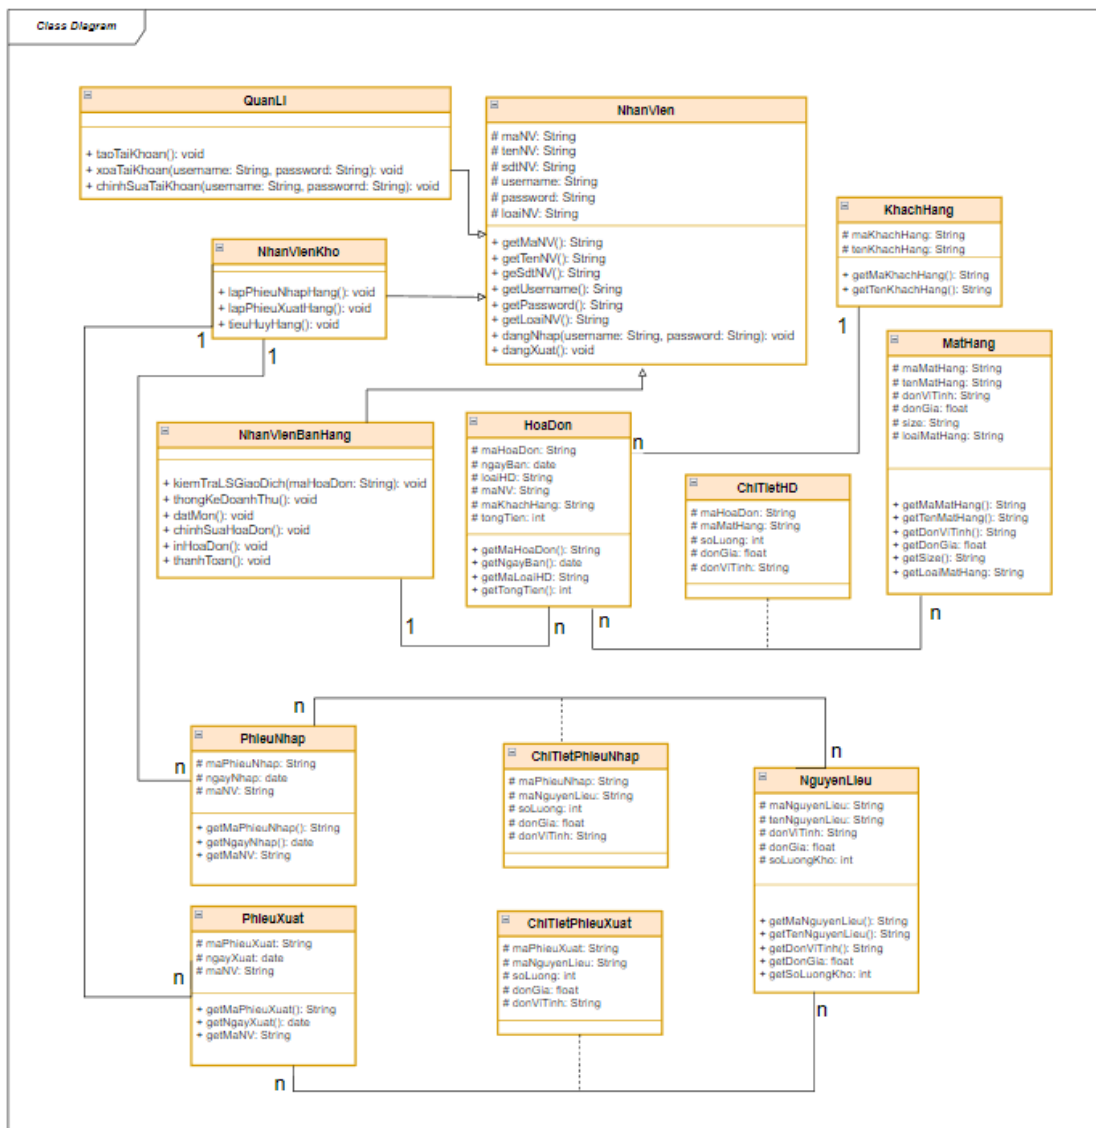 Class Diagram
QuanLI
+ taoTaiKhoan(): void
+ xoaTaiKhoan(username: String, password: String): void
+ chinhSuaTaiKhoan(username: String, password: String): void
NhanVien
# maNV: String
# tenNV: String
# sdtNV: String
# username: String
# password: String
# loaiNV: String
+ getMaNV(): String
+ getTenNV(): String
+ geSdtNV(): String
+ getUsername(): Sring
+ getPassword(): String
+ getLoaiNV(): String
+ dangNhap(username: String, password: String): void
+ dangXuat(): void
KhachHang
# maKhachHang: String
# tenKhachHang: String
+ getMaKhachHang(): String
+ getTenKhachHang(): String
1
NhanVienKho
+ lapPhieuNhapHang(): void
+ lapPhieuXuatHang(): void
+ tieuHuyHang(): void
1
1
MatHang
# maMatHang: String
# tenMatHang: String
# donViTinh: String
# donGia: float
# size: String
# loaiMatHang: String
+ getMaMatHang(): String
+ getTenMatHang(): String
+ getDonViTinh(): String
+ getDonGia: float
+ getSize(): String
+ getLoaiMatHang: String
n
NhanVienBanHang
+ kiemTraLSGiaoDich(maHoaDon: String): void
+ thongKeDoanhThu(): void
+ datMon(): void
+ chinhSuaHoaDon(): void
+ inHoaDon(): void
+ thanhToan(): void
1
HoaDon
# maHoaDon: String
# ngayBan: date
# loaiHD: String
# maNV: String
# maKhachHang: String
# tongTien: int
+ getMaHoaDon(): String
+ getNgayBan(): date
+ getMaLoaiHD: String
+ getTongTien(): int
n
n
n
ChiTietHD
# maHoaDon: String
# maMatHang: String
# soLuong: int
# donGia: float
# donViTinh: String
n
PhieuNhap
# maPhieuNhap: String
# ngayNhap: date
# maNV: String
+ getMaPhieuNhap(): String
+ getNgayNhap(): date
+ getMaNV: String
n
ChiTietPhieuNhap
# maPhieuNhap: String
# maNguyenLieu: String
# soLuong: int
# donGia: float
# donViTinh: String
n
NguyenLieu
# maNguyenLieu: String
# tenNguyenLieu: String
# donViTinh: String
# donGia: float
# soLuongKho: int
+ getMaNguyenLieu(): String
+ getTenNguyenLieu(): String
+ getDonViTinh(): String
+ getDonGia: float
+ getSoLuongKho: int
n
PhieuXuat
# maPhieuXuat: String
# ngayXuat: date
# maNV: String
+ getMaPhieuXuat(): String
+ getNgayXuat(): date
+ getMaNV: String
n
n
ChiTietPhieuXuat
# maPhieuXuat: String
# maNguyenLieu: String
# soLuong: int
# donGia: float
# donViTinh: String